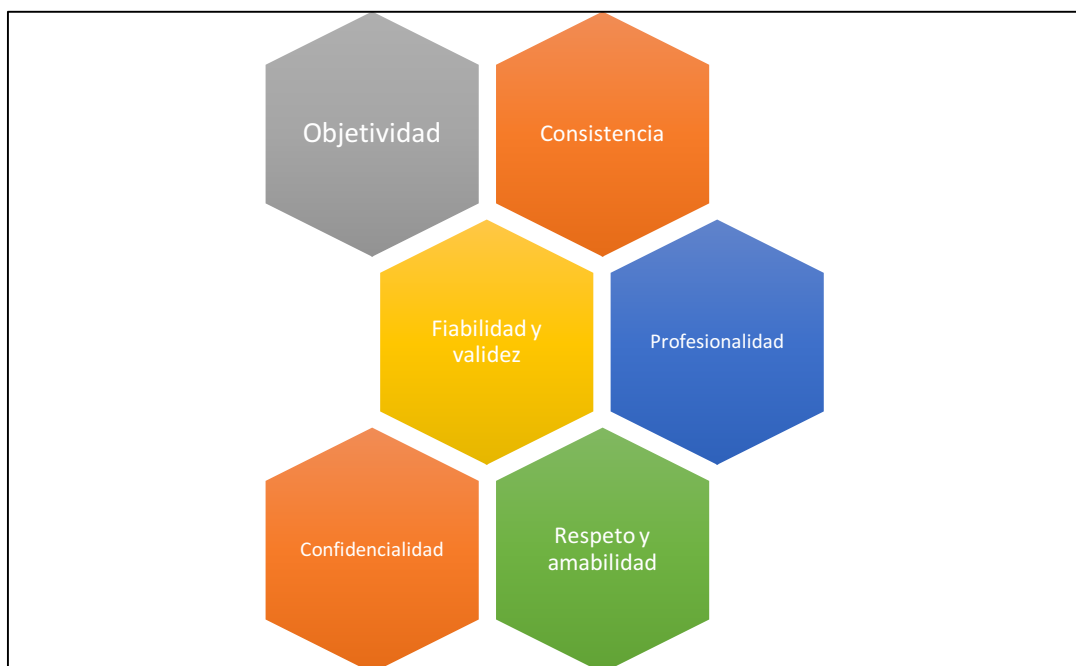 Objetividad
Consistencia
Fiabilidad y
validez
Profesionalidad
Confidencialidad
Respeto y
amabilidad